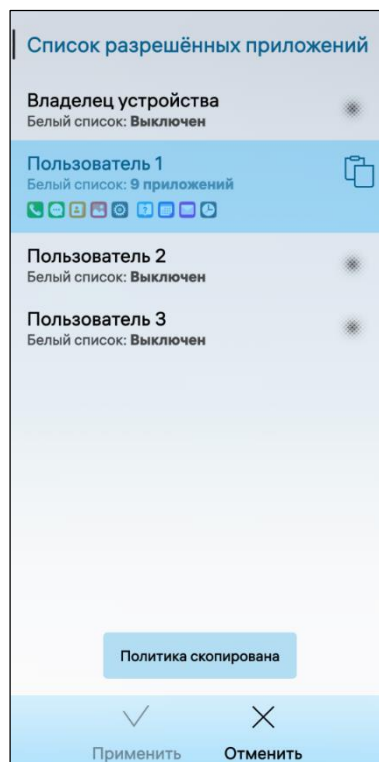 Список разрешённых приложений
Владелец устройства
Белый список: Выключен
Пользователь 1
Белый список: 9 приложений
Пользователь 2
Белый список: Выключен
Пользователь 3
Белый список: Выключен
Политика скопирована
Применить Отменить